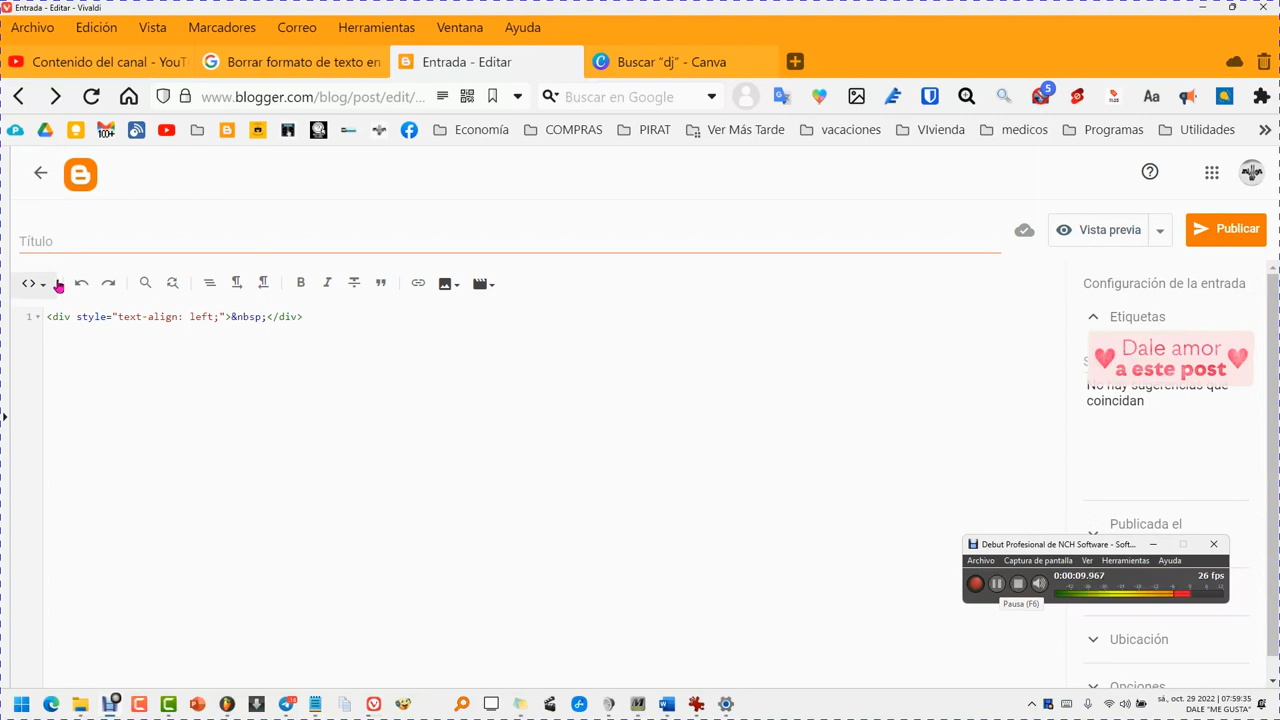 Entrada - Editar - Vivaldi
Archivo Edición Vista Marcadores Correo Herramientas Ventana Ayuda
Contenido del canal - YouT Borrar formato de texto en Entrada - Editar Buscar "dj" - Canva
www.blogger.com/blog/post/edit/... Buscar en Google 5
100+ Economía COMPRAS PIRAT Ver Más Tarde vacaciones VIvienda medicos Programas Utilidades
Título
Vista previa
Publicar
1 <div style="text-align: left;">&nbsp;</div>
Configuración de la entrada
Etiquetas
Dale amor
a este post
No hay sugerencias que
coincidan
Publicada el
Debut Profesional de NCH Software - Soft...
Archivo Captura de pantalla Ver Herramientas Ayuda
0:00:09.967 26 fps
Pausa (F6)
Ubicación
Opciones
sá., oct. 29 2022 | 07:59:35
DALE "ME GUSTA"